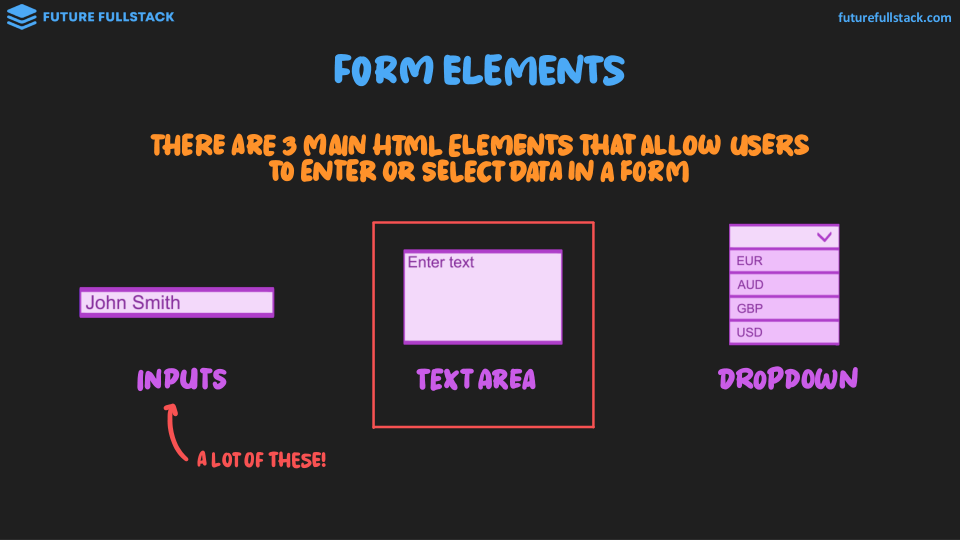 FUTURE FULLSTACK
futurefullstack.com
FORM ELEMENTS
THERE ARE 3 MAIN HTML ELEMENTS THAT ALLOW USERS
TO ENTER OR SELECT DATA IN A FORM
John Smith
Enter text
EUR
AUD
GBP
USD
INPUTS
TEXT AREA
DROPDOWN
A LOT OF THESE!